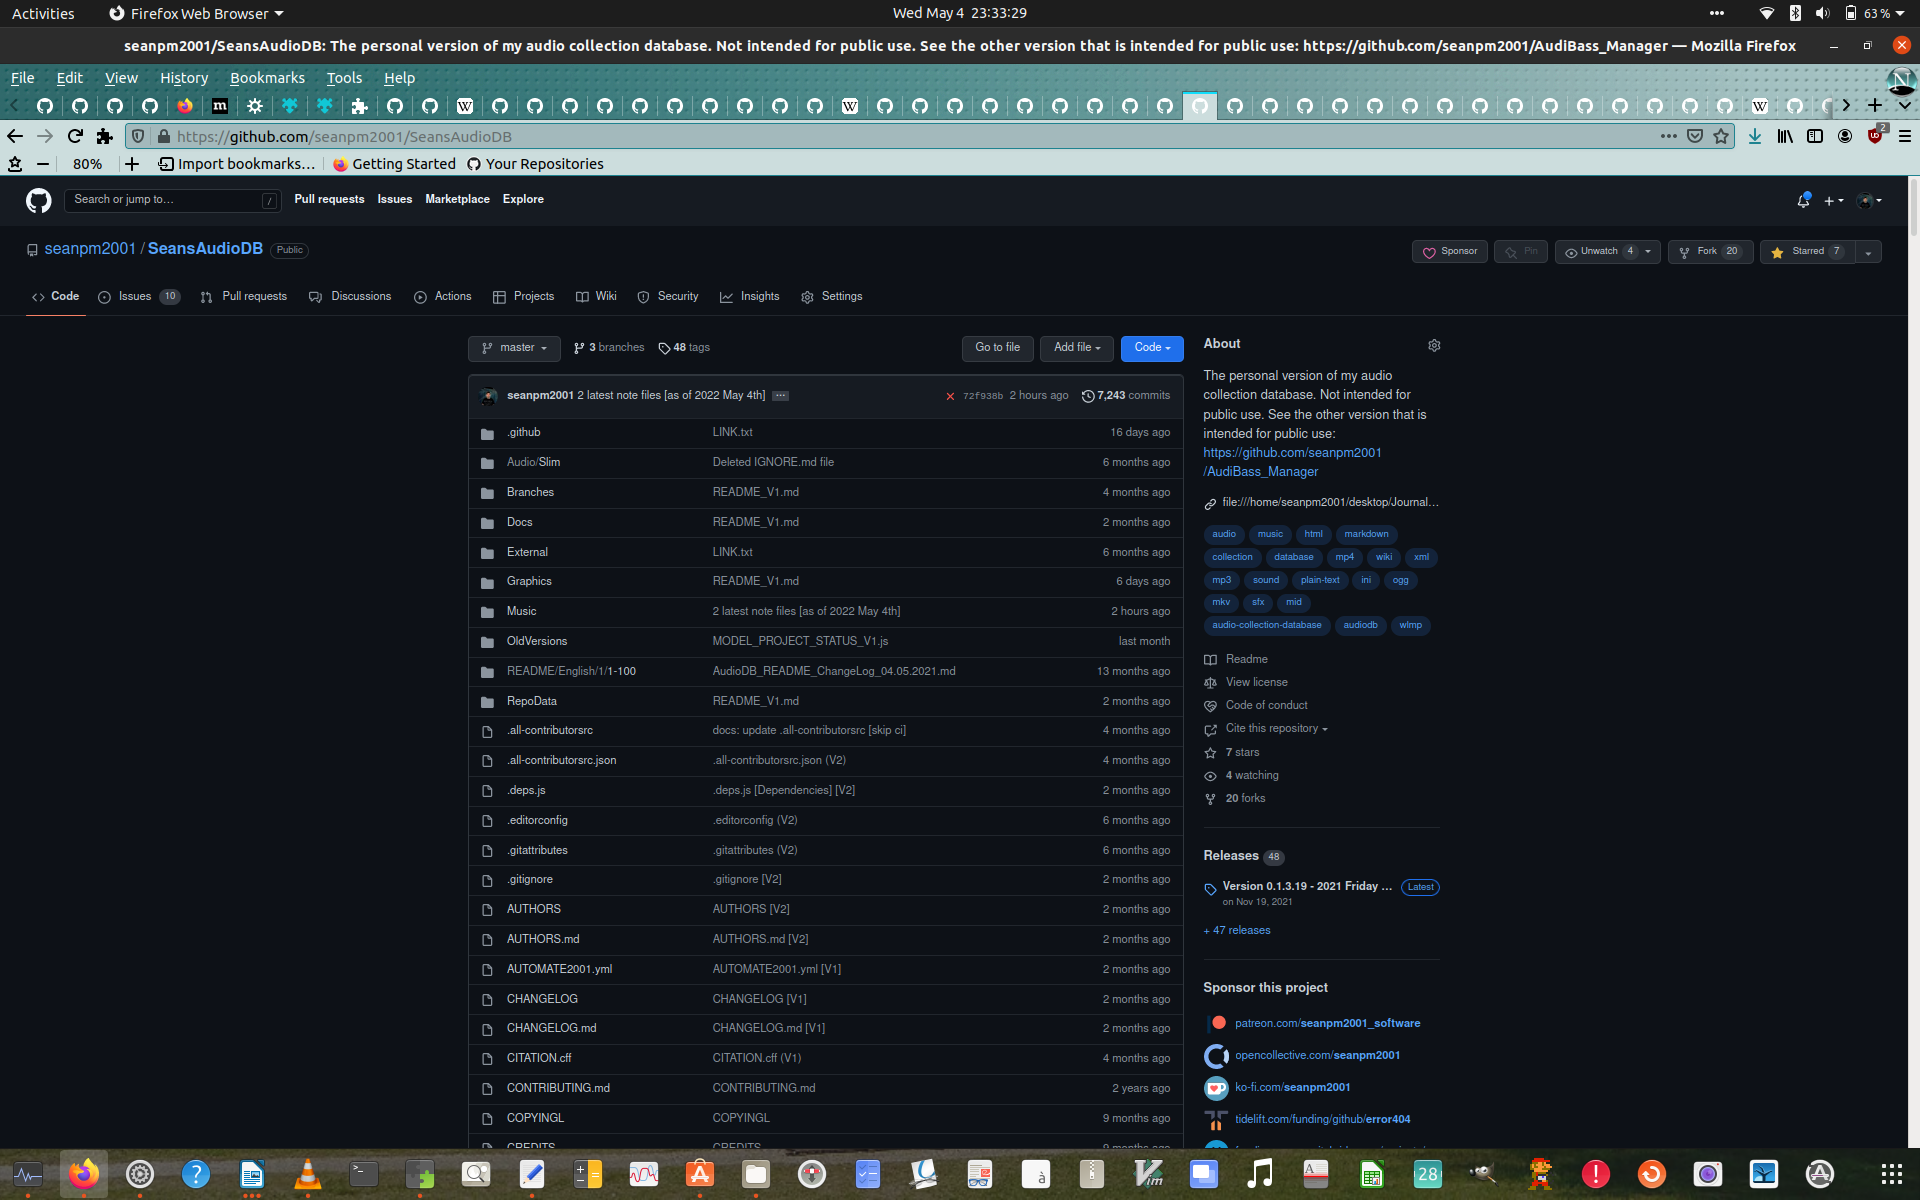 Activities Firefox Web Browser Wed May 4 23:33:29 63 %
seanpm2001/SeansAudioDB: The personal version of my audio collection database. Not intended for public use. See the other version that is intended for public use: https://github.com/seanpm2001/AudiBass_Manager — Mozilla Firefox
File Edit View History Bookmarks Tools Help
https://github.com/seanpm2001/SeansAudioDB 2
80% Import bookmarks… Getting Started Your Repositories
Search or jump to… / Pull requests Issues Marketplace Explore
seanpm2001 / SeansAudioDB Public
Sponsor Pin Unwatch 4 Fork 20 Starred 7
Code Issues 10 Pull requests Discussions Actions Projects Wiki Security Insights Settings
master 3 branches 48 tags Go to file Add file Code
seanpm2001 2 latest note files [as of 2022 May 4th] ... 72f938b 2 hours ago 7,243 commits
.github LINK.txt 16 days ago
Audio/Slim Deleted IGNORE.md file 6 months ago
Branches README_V1.md 4 months ago
Docs README_V1.md 2 months ago
External LINK.txt 6 months ago
Graphics README_V1.md 6 days ago
Music 2 latest note files [as of 2022 May 4th] 2 hours ago
OldVersions MODEL_PROJECT_STATUS_V1.js last month
README/English/1/1-100 AudioDB_README_ChangeLog_04.05.2021.md 13 months ago
RepoData README_V1.md 2 months ago
.all-contributorsrc docs: update .all-contributorsrc [skip ci] 4 months ago
.all-contributorsrc.json .all-contributorsrc.json (V2) 4 months ago
.deps.js .deps.js [Dependencies] [V2] 2 months ago
.editorconfig .editorconfig (V2) 6 months ago
.gitattributes .gitattributes (V2) 6 months ago
.gitignore .gitignore [V2] 2 months ago
AUTHORS AUTHORS [V2] 2 months ago
AUTHORS.md AUTHORS.md [V2] 2 months ago
AUTOMATE2001.yml AUTOMATE2001.yml [V1] 2 months ago
CHANGELOG CHANGELOG [V1] 2 months ago
CHANGELOG.md CHANGELOG.md [V1] 2 months ago
CITATION.cff CITATION.cff (V1) 4 months ago
CONTRIBUTING.md CONTRIBUTING.md 2 years ago
COPYINGL COPYINGL 9 months ago
CREDITS CREDITS 9 months ago
About
The personal version of my audio
collection database. Not intended for
public use. See the other version that is
intended for public use:
https://github.com/seanpm2001
/AudiBass_Manager
file:///home/seanpm2001/desktop/Journal…
audio music html markdown
collection database mp4 wiki xml
mp3 sound plain-text ini ogg
mkv sfx mid
audio-collection-database audiodb wlmp
Readme
View license
Code of conduct
Cite this repository
7 stars
4 watching
20 forks
Releases 48
Version 0.1.3.19 - 2021 Friday ... Latest
on Nov 19, 2021
+ 47 releases
Sponsor this project
patreon.com/seanpm2001_software
opencollective.com/seanpm2001
ko-fi.com/seanpm2001
tidelift.com/funding/github/error404
28